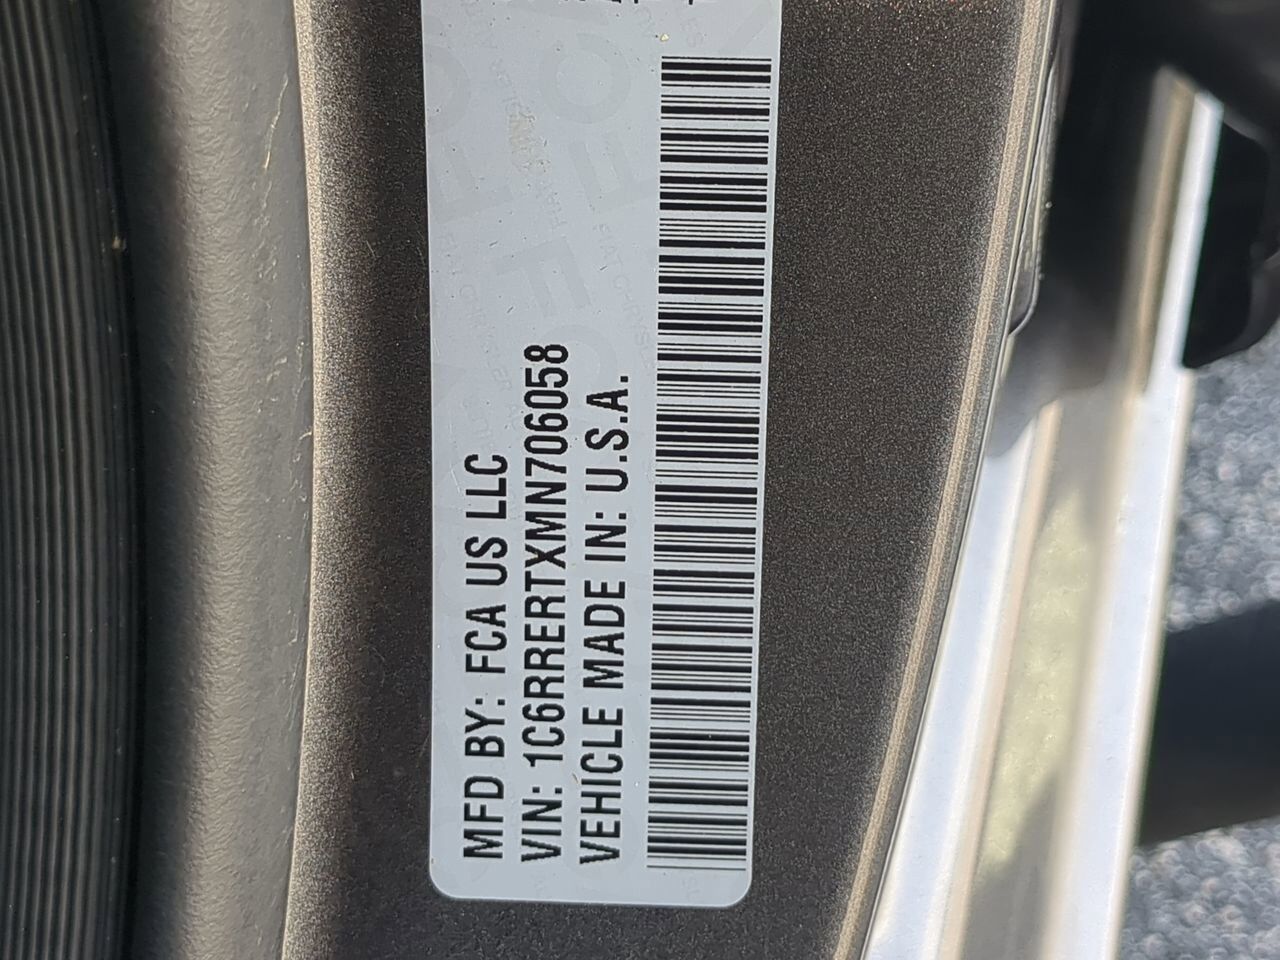 MFD BY: FCA US LLC
VIN: 1C6RRERTXMN706058
VEHICLE MADE IN: U.S.A.